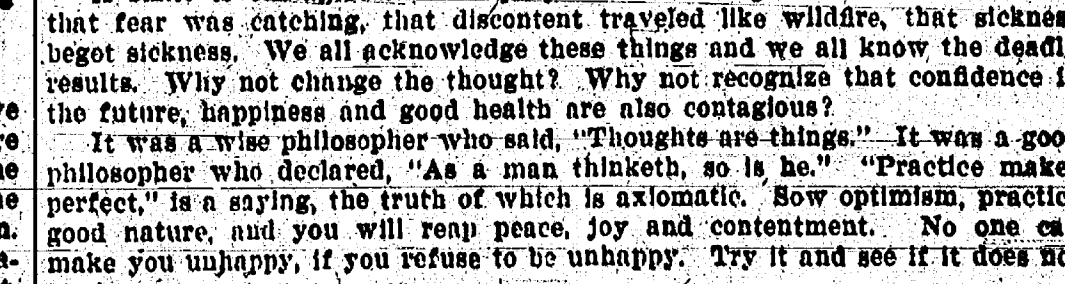 that fear was catching, that discontent traveled like wildfire, that sicknes
begot sickness. We all acknowledge these things and we all know the deadl
results. Why not change the thought? Why not recognize that confidence i
the future, happiness and good health are also contagious?
It was a wise philosopher who said, "Thoughts are things." It was a goo
philosopher who declared, "As a man thinketh, so is he." "Practice make
perfect," is a saying, the truth of which is axiomatic. Sow optimism, practic
good nature, and you will reap peace, joy and contentment. No one ca
make you unhappy, if you refuse to be unhappy. Try it and see if it does no